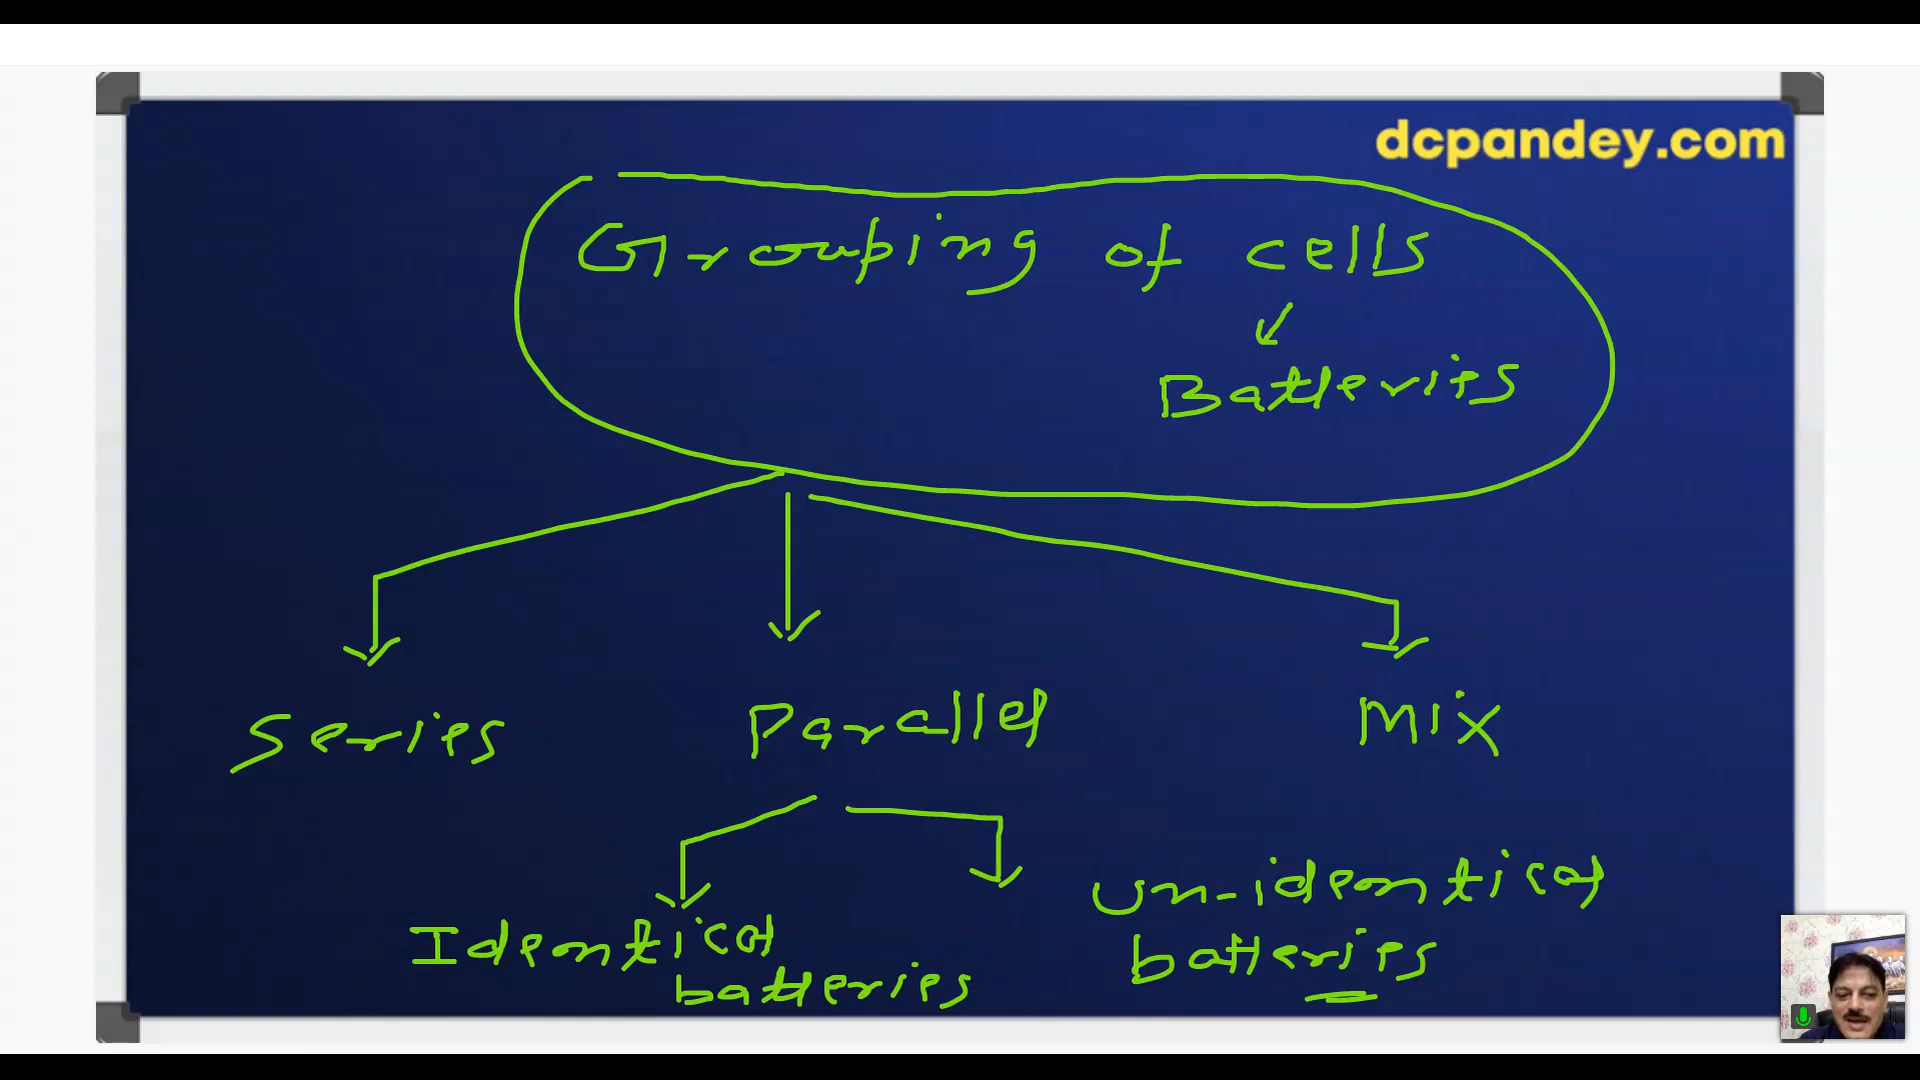 dcpandey.com
Grouping of cells
Batteries
Series Parallel Mix
Identical
batteries
un-identical
batteries